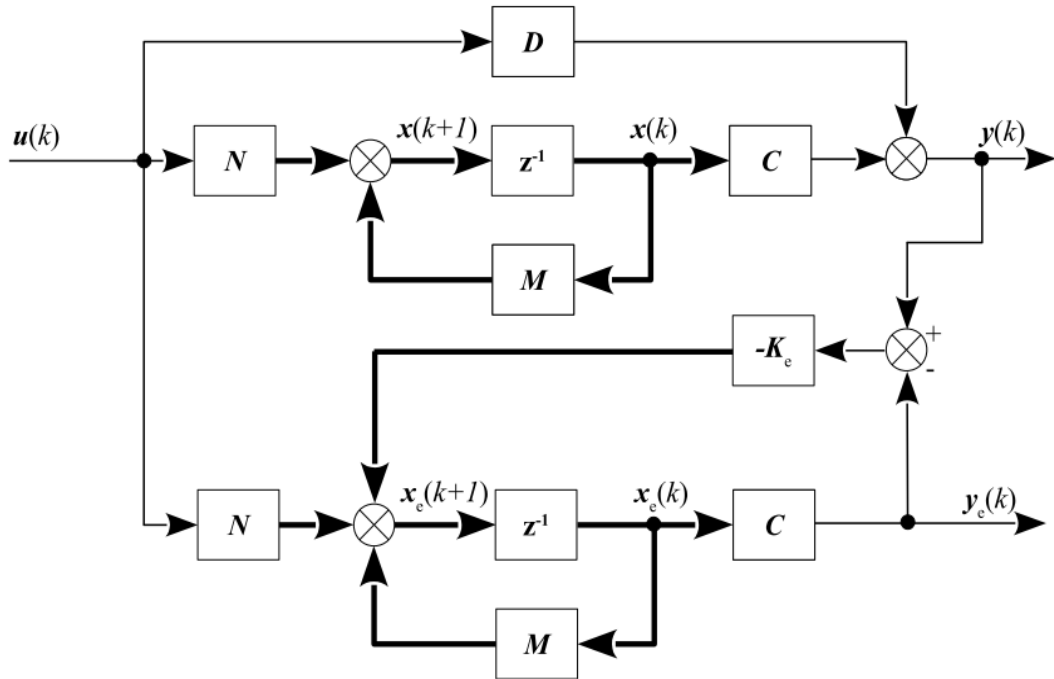 D
u(k)
N
x(k+1)
z⁻¹
x(k)
C
y(k)
M
-Kₑ
+
-
N
xₑ(k+1)
z⁻¹
xₑ(k)
C
yₑ(k)
M